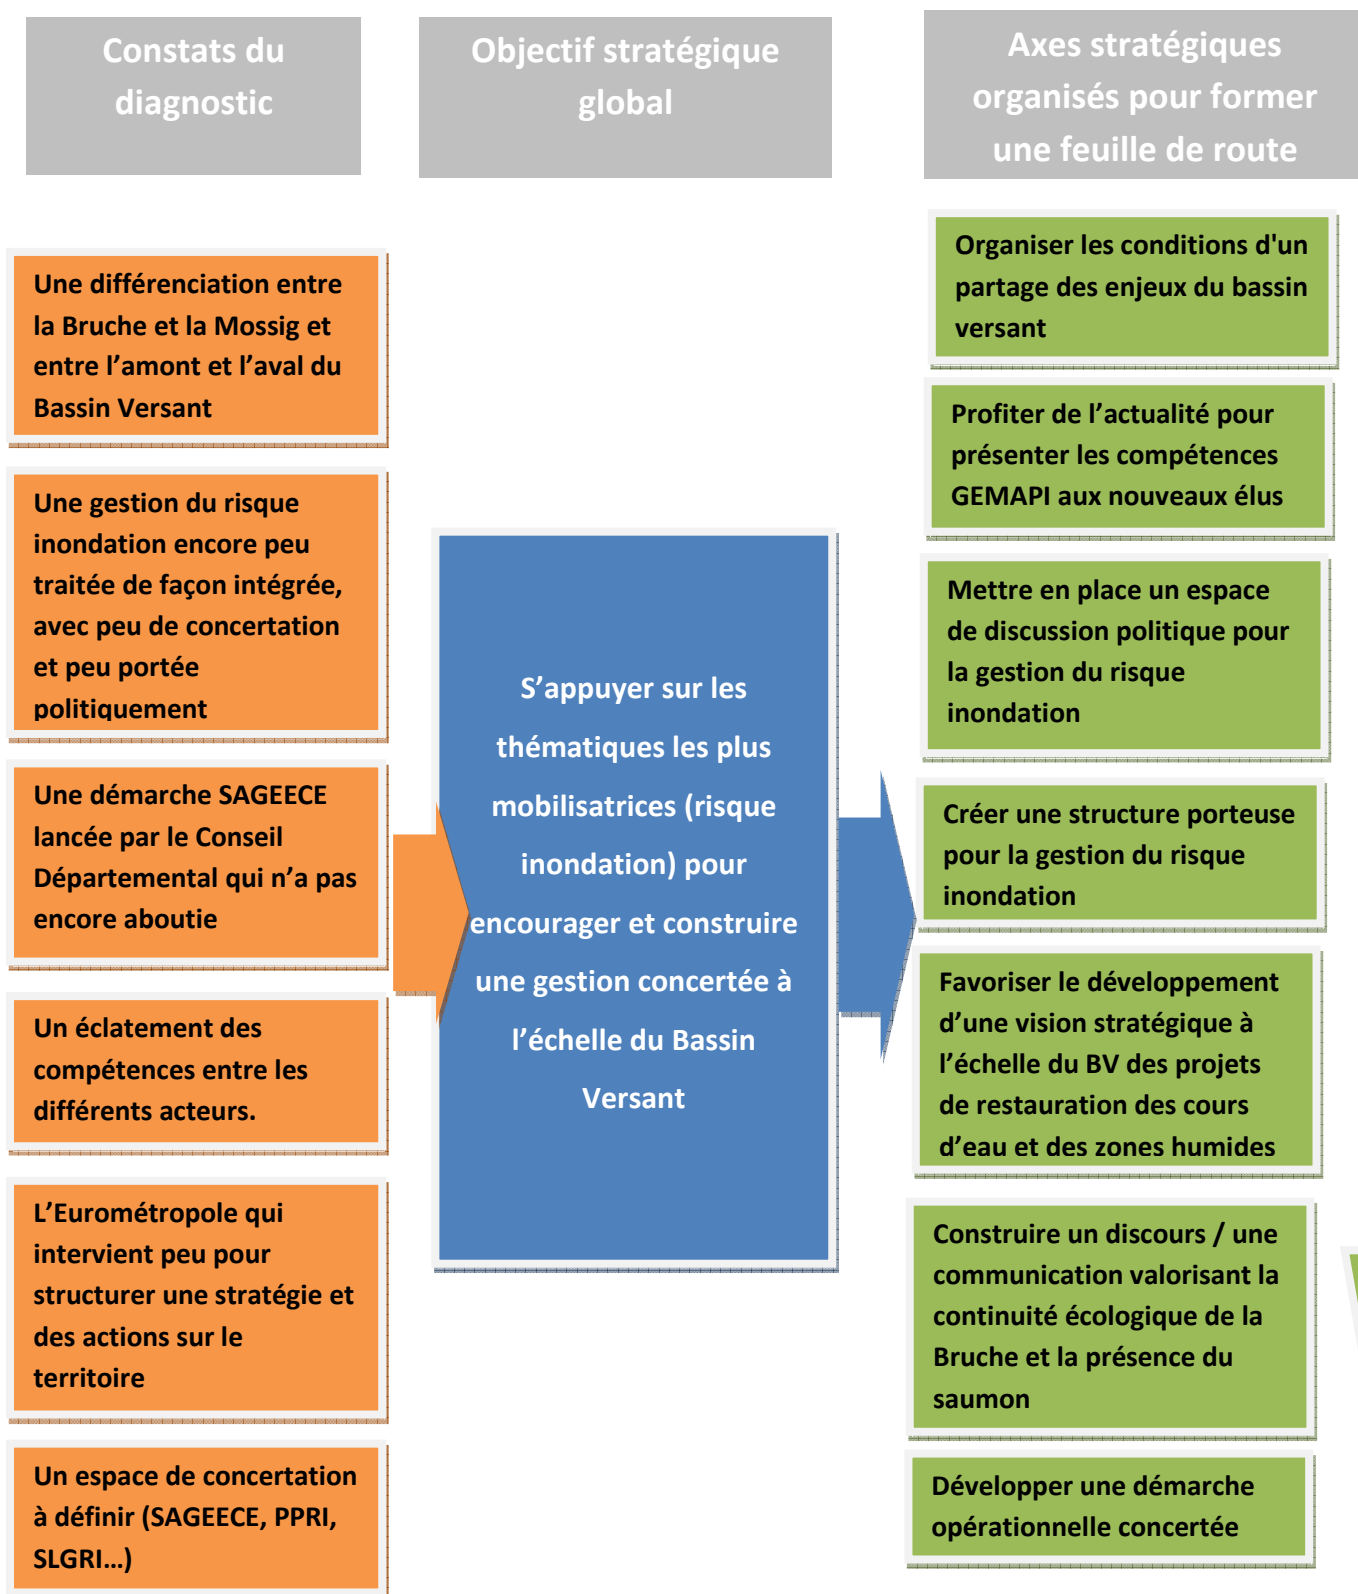 Constats du
diagnostic
Objectif stratégique
global
Axes stratégiques
organisés pour former
une feuille de route
Une différenciation entre
la Bruche et la Mossig et
entre l’amont et l’aval du
Bassin Versant
Une gestion du risque
inondation encore peu
traitée de façon intégrée,
avec peu de concertation
et peu portée
politiquement
Une démarche SAGEECE
lancée par le Conseil
Départemental qui n’a pas
encore aboutie
Un éclatement des
compétences entre les
différents acteurs.
L’Eurométropole qui
intervient peu pour
structurer une stratégie et
des actions sur le
territoire
Un espace de concertation
à définir (SAGEECE, PPRI,
SLGRI…)
S’appuyer sur les
thématiques les plus
mobilisatrices (risque
inondation) pour
encourager et construire
une gestion concertée à
l’échelle du Bassin
Versant
Organiser les conditions d'un
partage des enjeux du bassin
versant
Profiter de l’actualité pour
présenter les compétences
GEMAPI aux nouveaux élus
Mettre en place un espace
de discussion politique pour
la gestion du risque
inondation
Créer une structure porteuse
pour la gestion du risque
inondation
Favoriser le développement
d’une vision stratégique à
l’échelle du BV des projets
de restauration des cours
d’eau et des zones humides
Construire un discours / une
communication valorisant la
continuité écologique de la
Bruche et la présence du
saumon
Développer une démarche
opérationnelle concertée